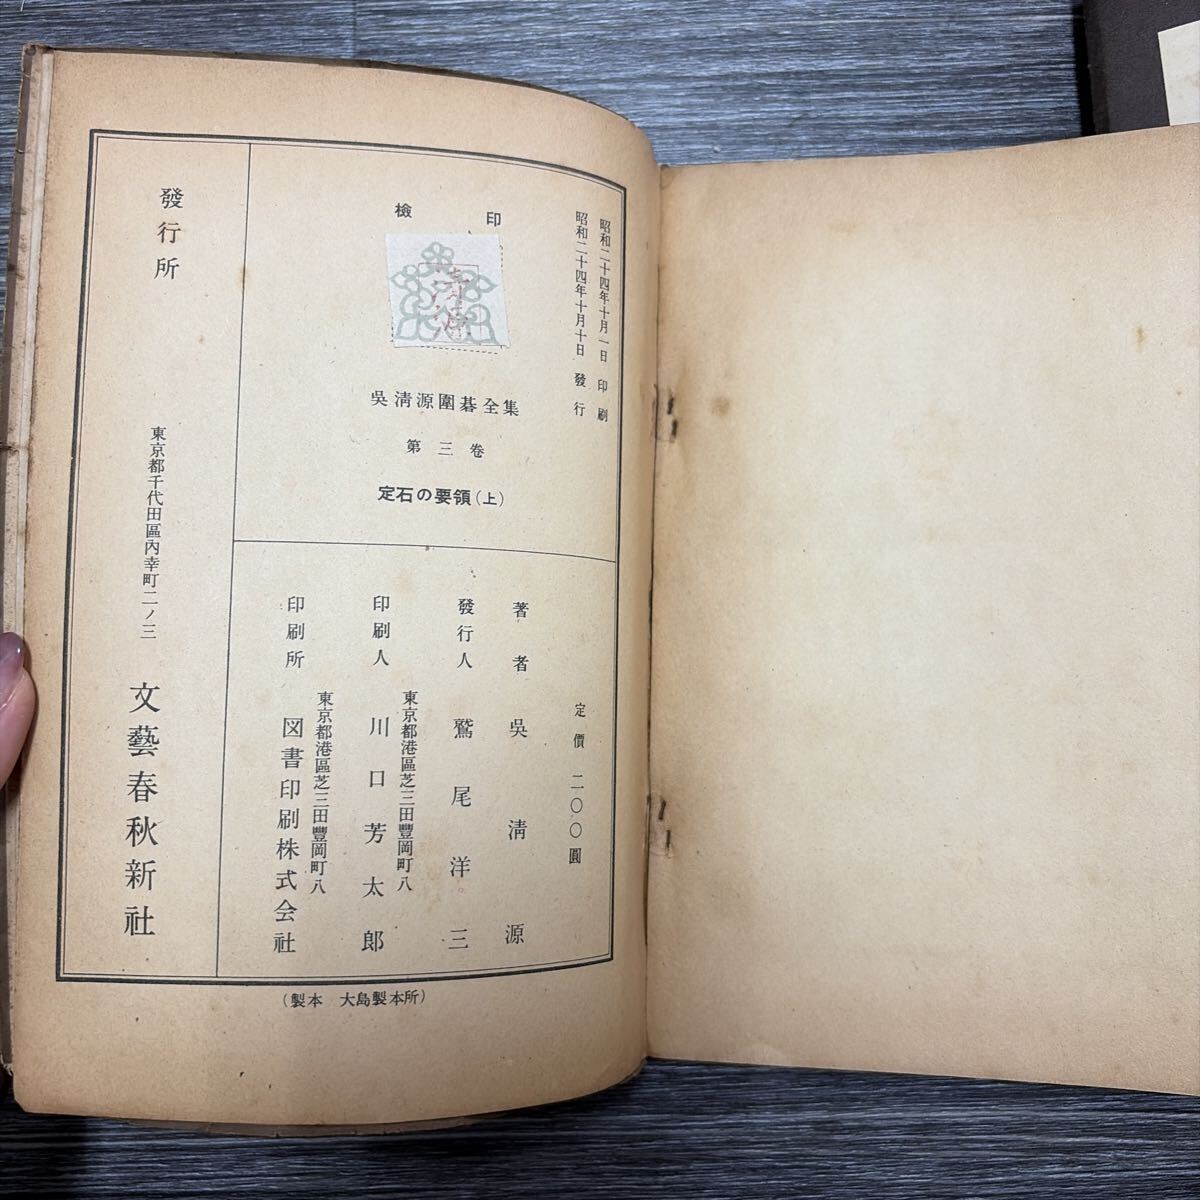 昭和二十四年十月一日 印刷
昭和二十四年十月十日 發行
檢印
吳淸源圍碁全集
第三卷
定石の要領(上)
定價 二〇〇圓
著者 吳淸源
發行人 鷲尾洋三
東京都港區芝三田豐岡町八
印刷人 川口芳太郎
東京都港區芝三田豐岡町八
印刷所 図書印刷株式会社
發行所
東京都千代田區內幸町二ノ三
文藝春秋新社
(製本 大島製本所)